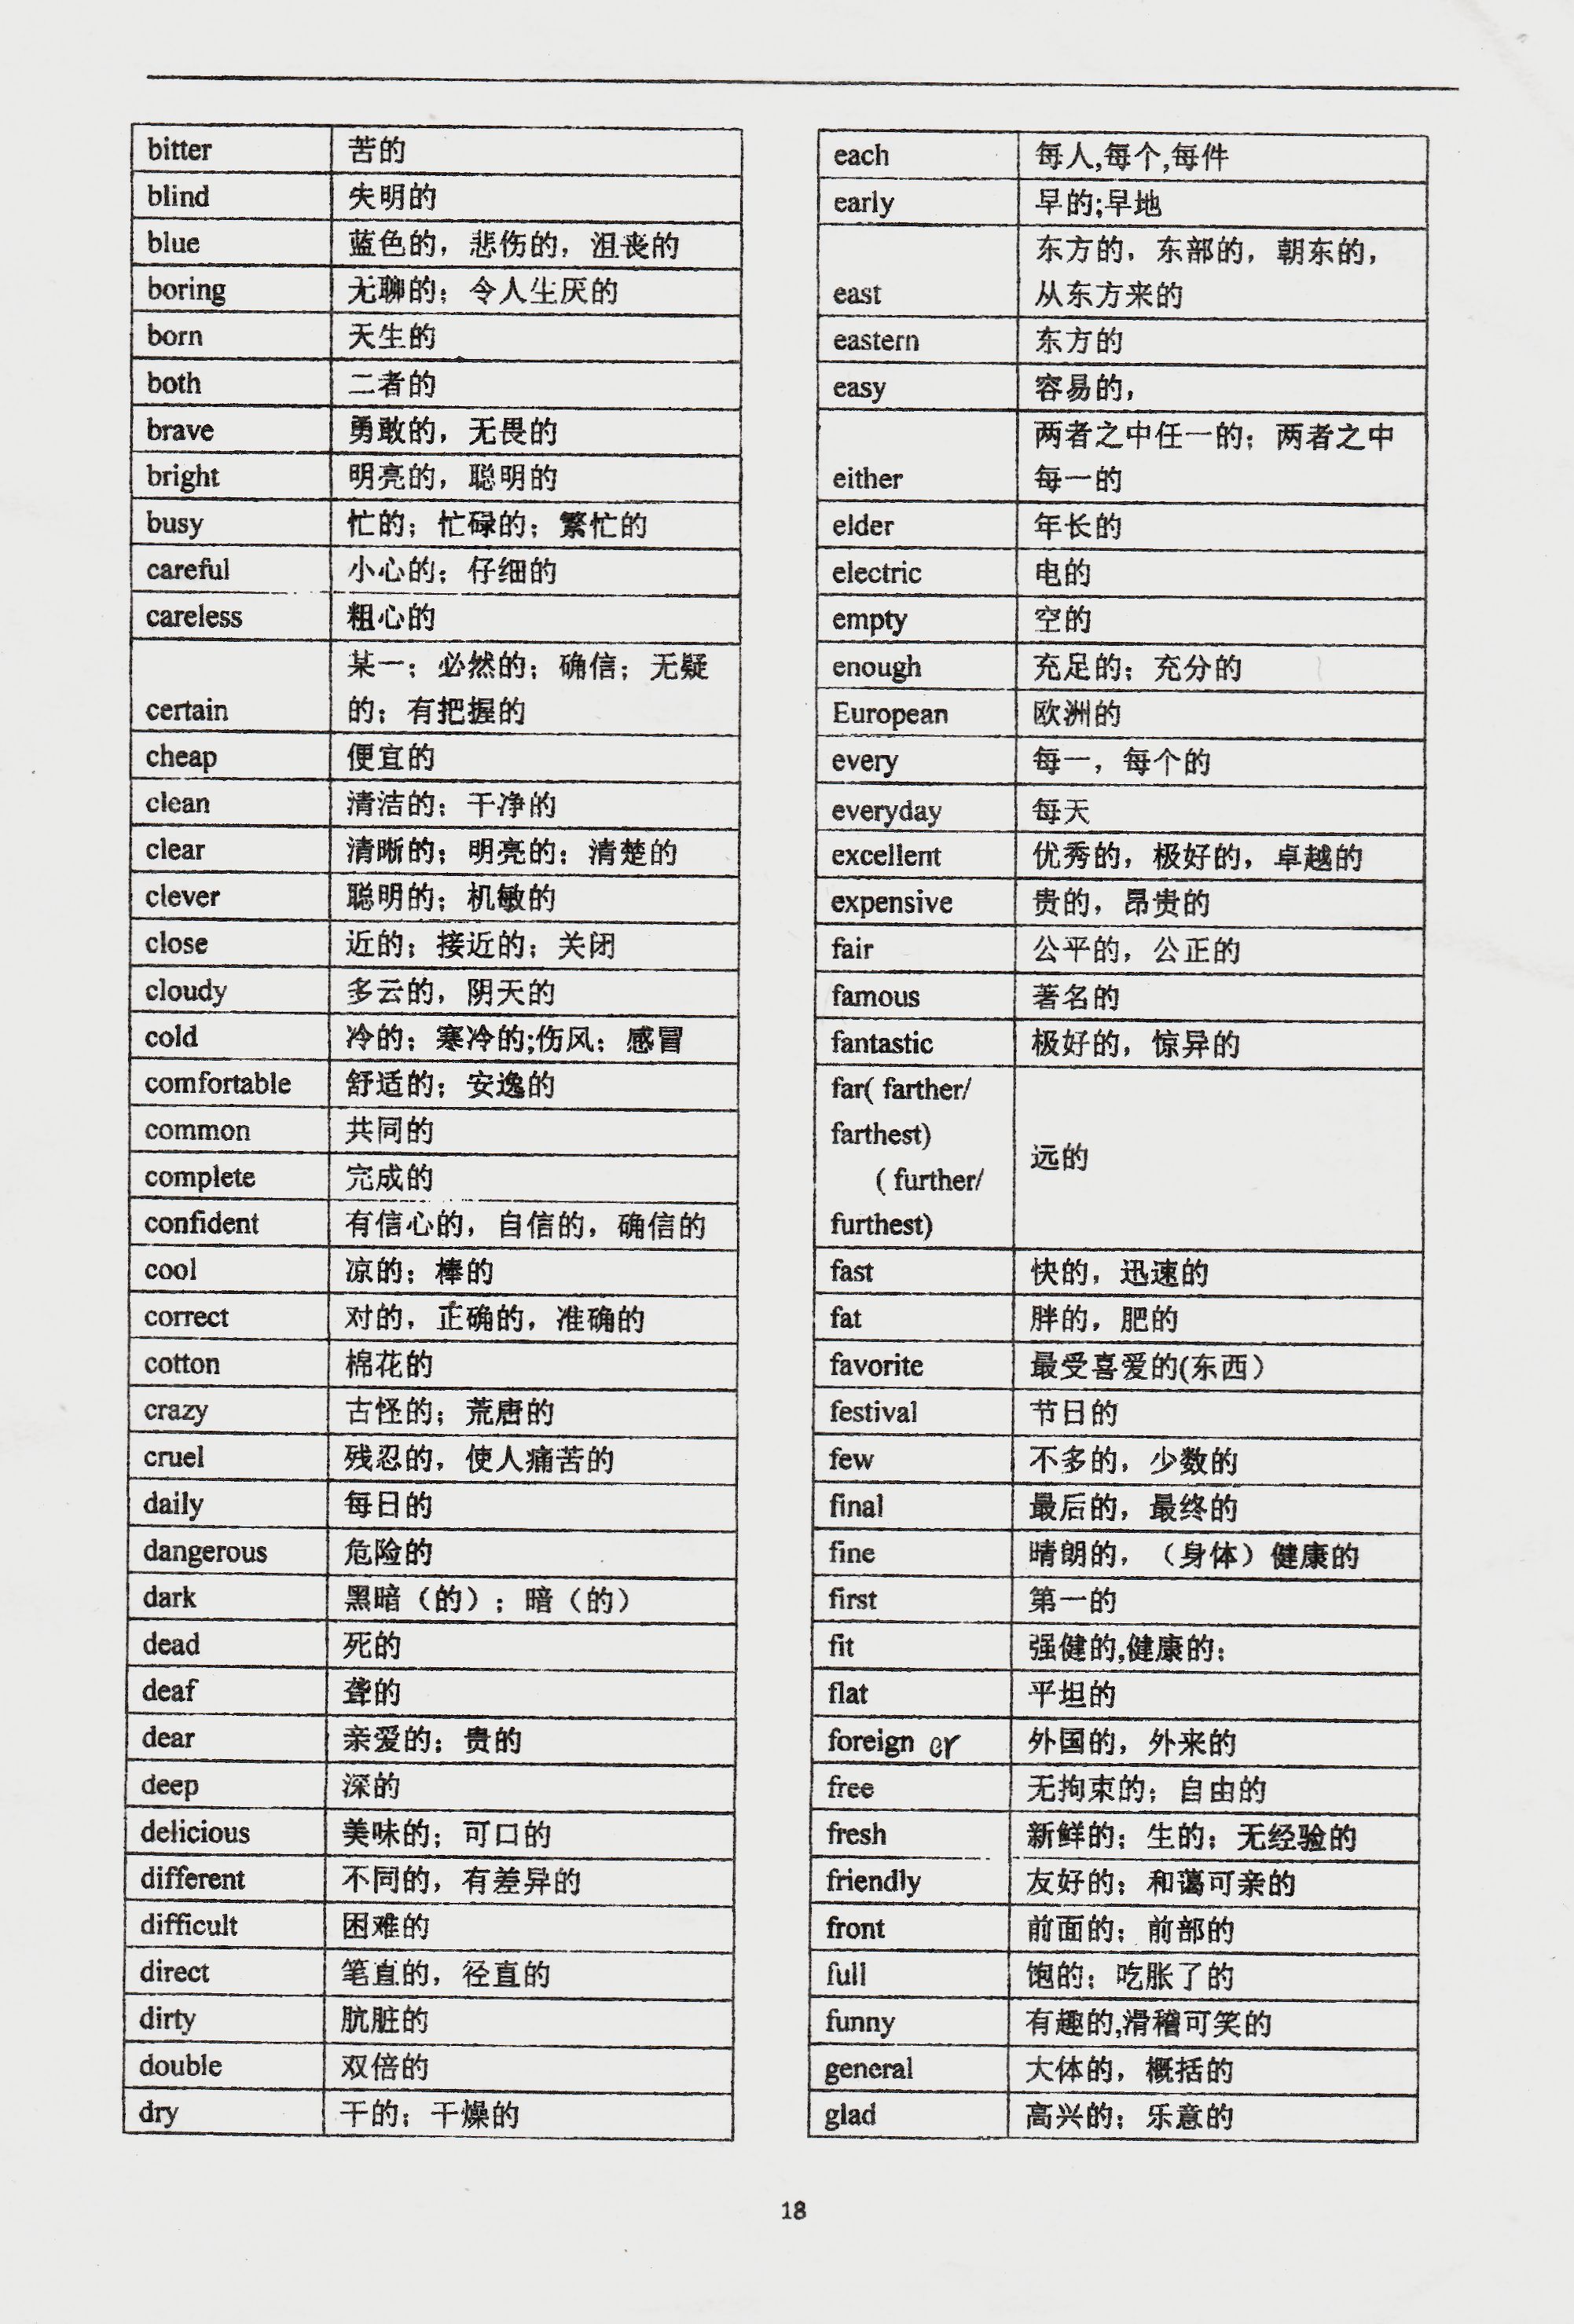 bitter 苦的
blind 失明的
blue 蓝色的，悲伤的，沮丧的
boring 无聊的；令人生厌的
born 天生的
both 二者的
brave 勇敢的，无畏的
bright 明亮的，聪明的
busy 忙的；忙碌的；繁忙的
careful 小心的；仔细的
careless 粗心的
某一；必然的；确信；无疑
certain 的；有把握的
cheap 便宜的
clean 清洁的；干净的
clear 清晰的；明亮的；清楚的
clever 聪明的；机敏的
close 近的；接近的；关闭
cloudy 多云的，阴天的
cold 冷的；寒冷的;伤风；感冒
comfortable 舒适的；安逸的
common 共同的
complete 完成的
confident 有信心的，自信的，确信的
cool 凉的；棒的
correct 对的，正确的，准确的
cotton 棉花的
crazy 古怪的；荒唐的
cruel 残忍的，使人痛苦的
daily 每日的
dangerous 危险的
dark 黑暗（的）；暗（的）
dead 死的
deaf 聋的
dear 亲爱的；贵的
deep 深的
delicious 美味的；可口的
different 不同的，有差异的
difficult 困难的
direct 笔直的，径直的
dirty 肮脏的
double 双倍的
dry 干的；干燥的
each 每人,每个,每件
early 早的;早地
东方的，东部的，朝东的，
east 从东方来的
eastern 东方的
easy 容易的，
两者之中任一的；两者之中
either 每一的
elder 年长的
electric 电的
empty 空的
enough 充足的；充分的
European 欧洲的
every 每一，每个的
everyday 每天
excellent 优秀的，极好的，卓越的
expensive 贵的，昂贵的
fair 公平的，公正的
famous 著名的
fantastic 极好的，惊异的
far( farther/
farthest)
远的
( further/
furthest)
fast 快的，迅速的
fat 胖的，肥的
favorite 最受喜爱的(东西）
festival 节日的
few 不多的，少数的
final 最后的，最终的
fine 晴朗的，（身体）健康的
first 第一的
fit 强健的,健康的;
flat 平坦的
foreign er 外国的，外来的
free 无拘束的；自由的
fresh 新鲜的；生的；无经验的
friendly 友好的；和蔼可亲的
front 前面的；前部的
full 饱的；吃胀了的
funny 有趣的,滑稽可笑的
general 大体的，概括的
glad 高兴的；乐意的
18